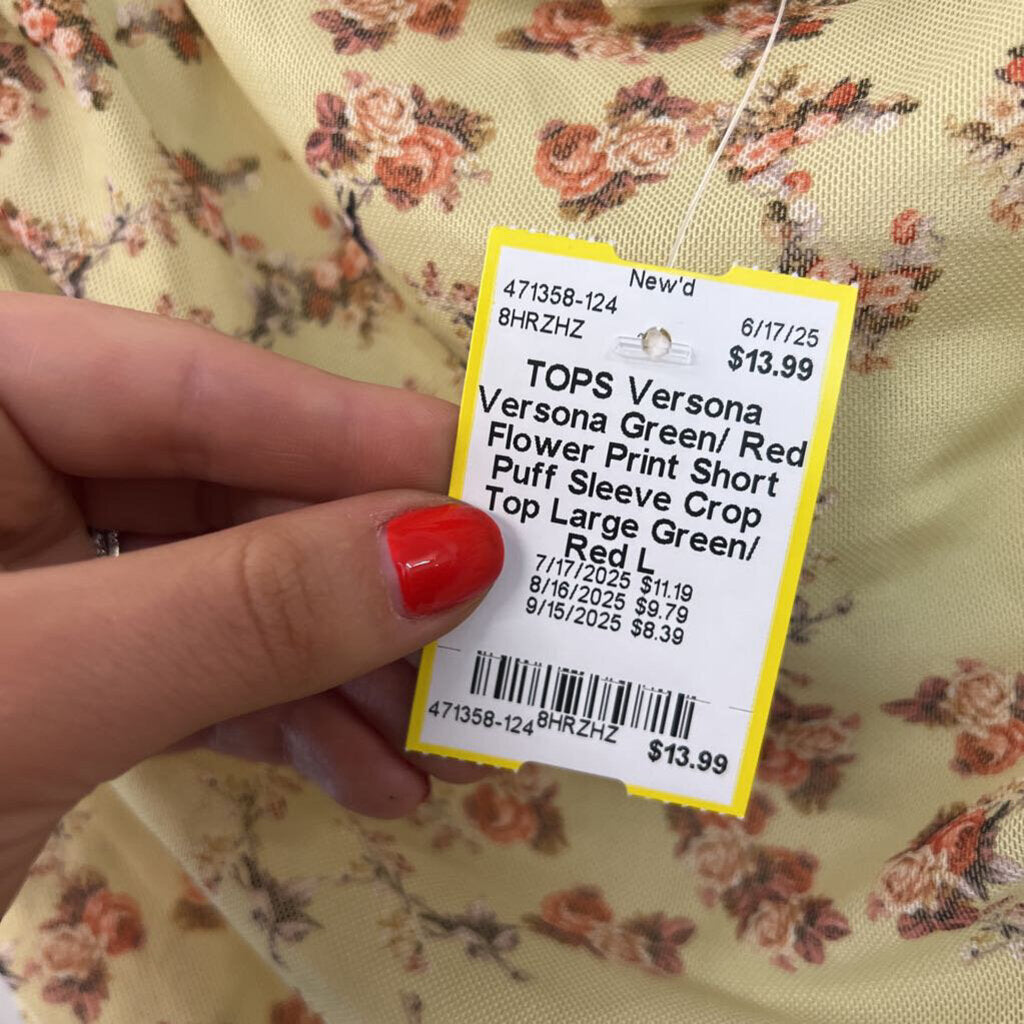 New'd
471358-124
8HRZHZ
6/17/25
$13.99
TOPS Versona
Versona Green/ Red
Flower Print Short
Puff Sleeve Crop
Top Large Green/
Red L
7/17/2025 $11.19
8/16/2025 $9.79
9/15/2025 $8.39
471358-124 8HRZHZ
$13.99